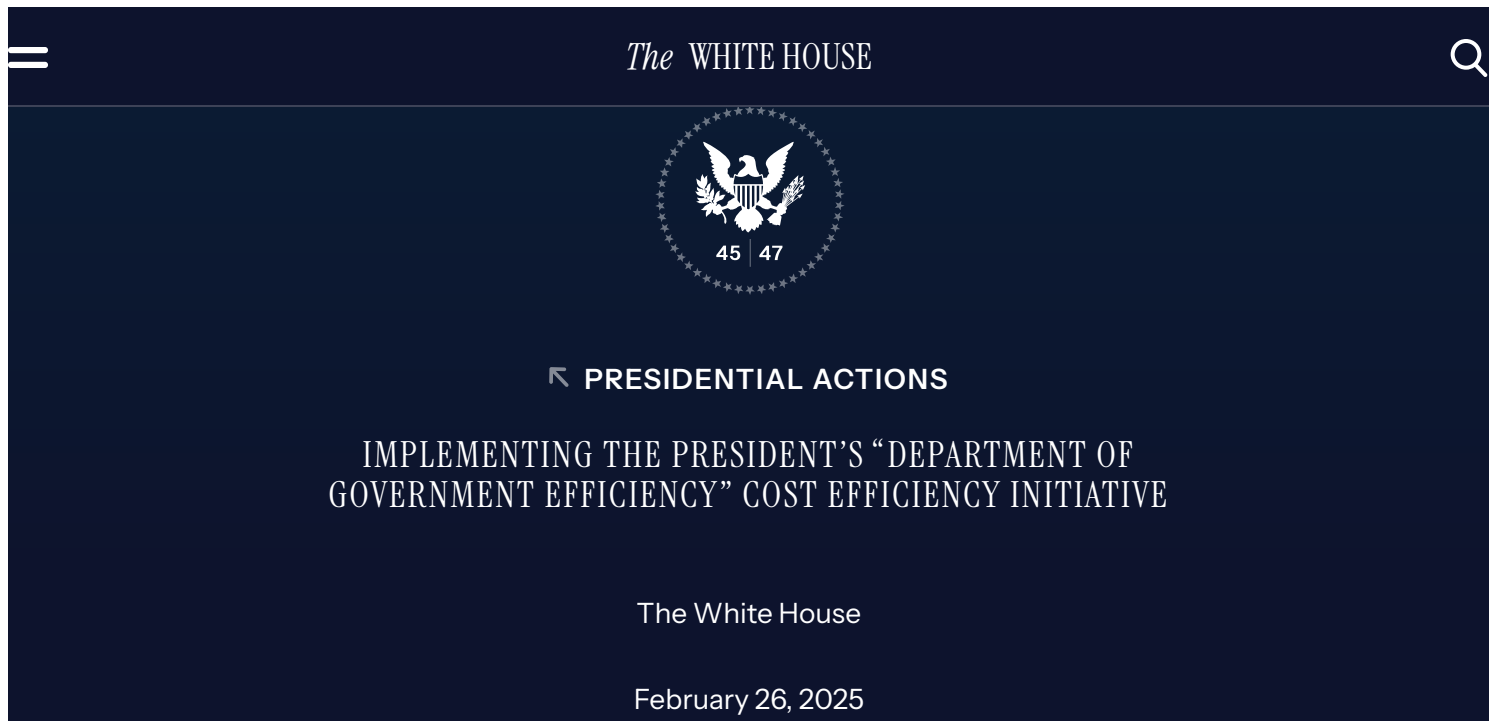 The WHITE HOUSE
45 | 47
PRESIDENTIAL ACTIONS
IMPLEMENTING THE PRESIDENT’S “DEPARTMENT OF
GOVERNMENT EFFICIENCY” COST EFFICIENCY INITIATIVE
The White House
February 26, 2025